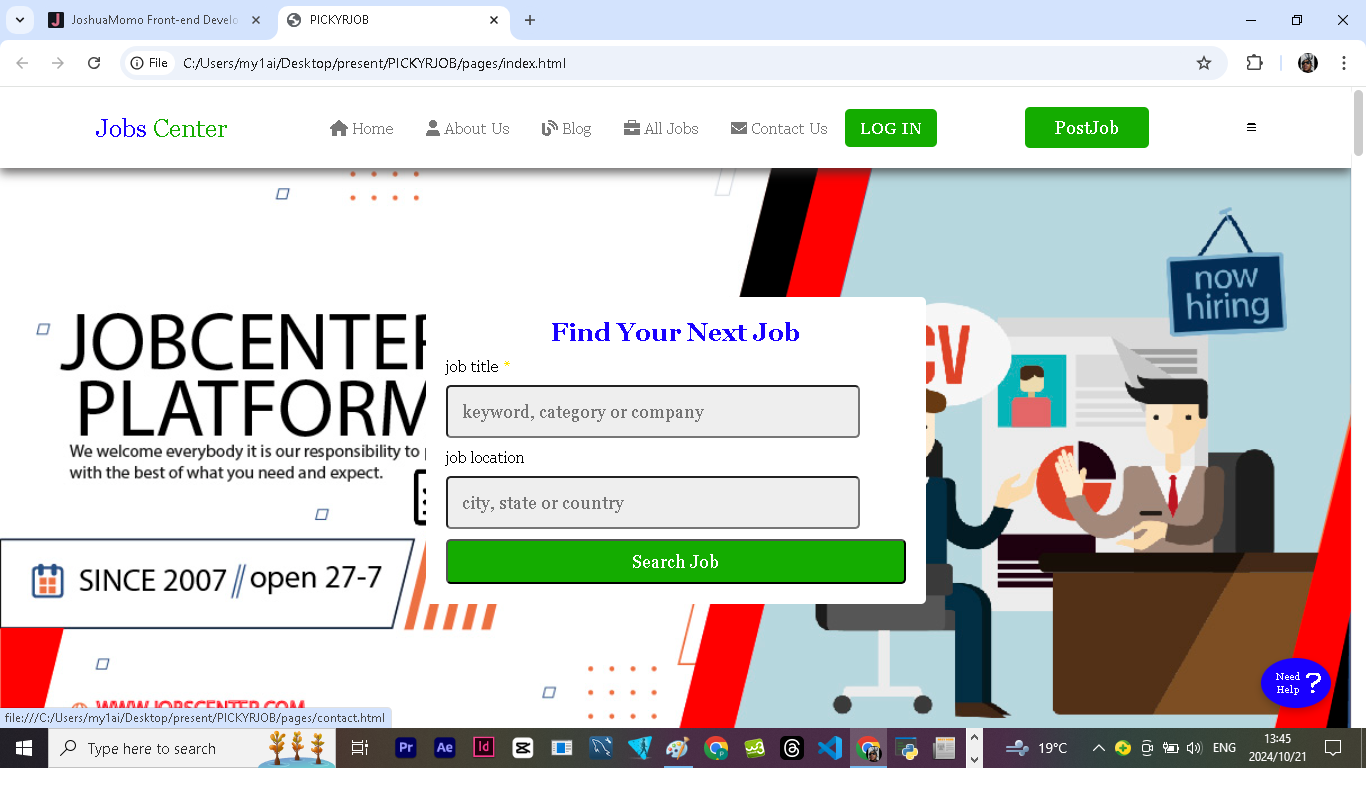 JoshuaMomo Front-end Develo
PICKYRJOB
File
C:/Users/my1ai/Desktop/present/PICKYRJOB/pages/index.html
Jobs Center
Home
About Us
Blog
All Jobs
Contact Us
LOG IN
PostJob
now
hiring
JOBCENTER
PLATFORM
We welcome everybody it is our responsibility to
with the best of what you need and expect.
SINCE 2007 // open 27-7
WWW.JOBSCENTER.COM
CV
Find Your Next Job
job title *
keyword, category or company
job location
city, state or country
Search Job
Need
Help ?
file:///C:/Users/my1ai/Desktop/present/PICKYRJOB/pages/contact.html
Type here to search
Pr
Ae
Id
19°C
ENG
13:45
2024/10/21